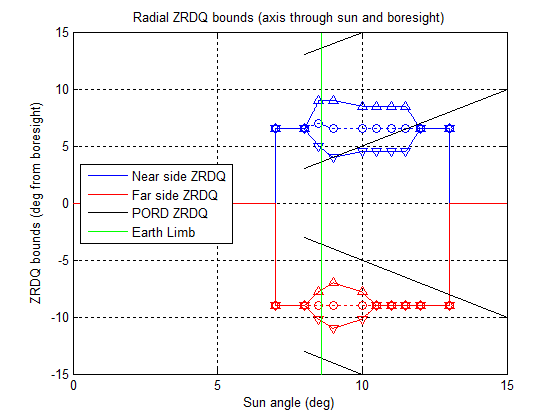 Radial ZRDQ bounds (axis through sun and boresight)
ZRDQ bounds (deg from boresight)
15
10
5
0
-5
-10
-15
Near side ZRDQ
Far side ZRDQ
PORD ZRDQ
Earth Limb
0
5
10
15
Sun angle (deg)